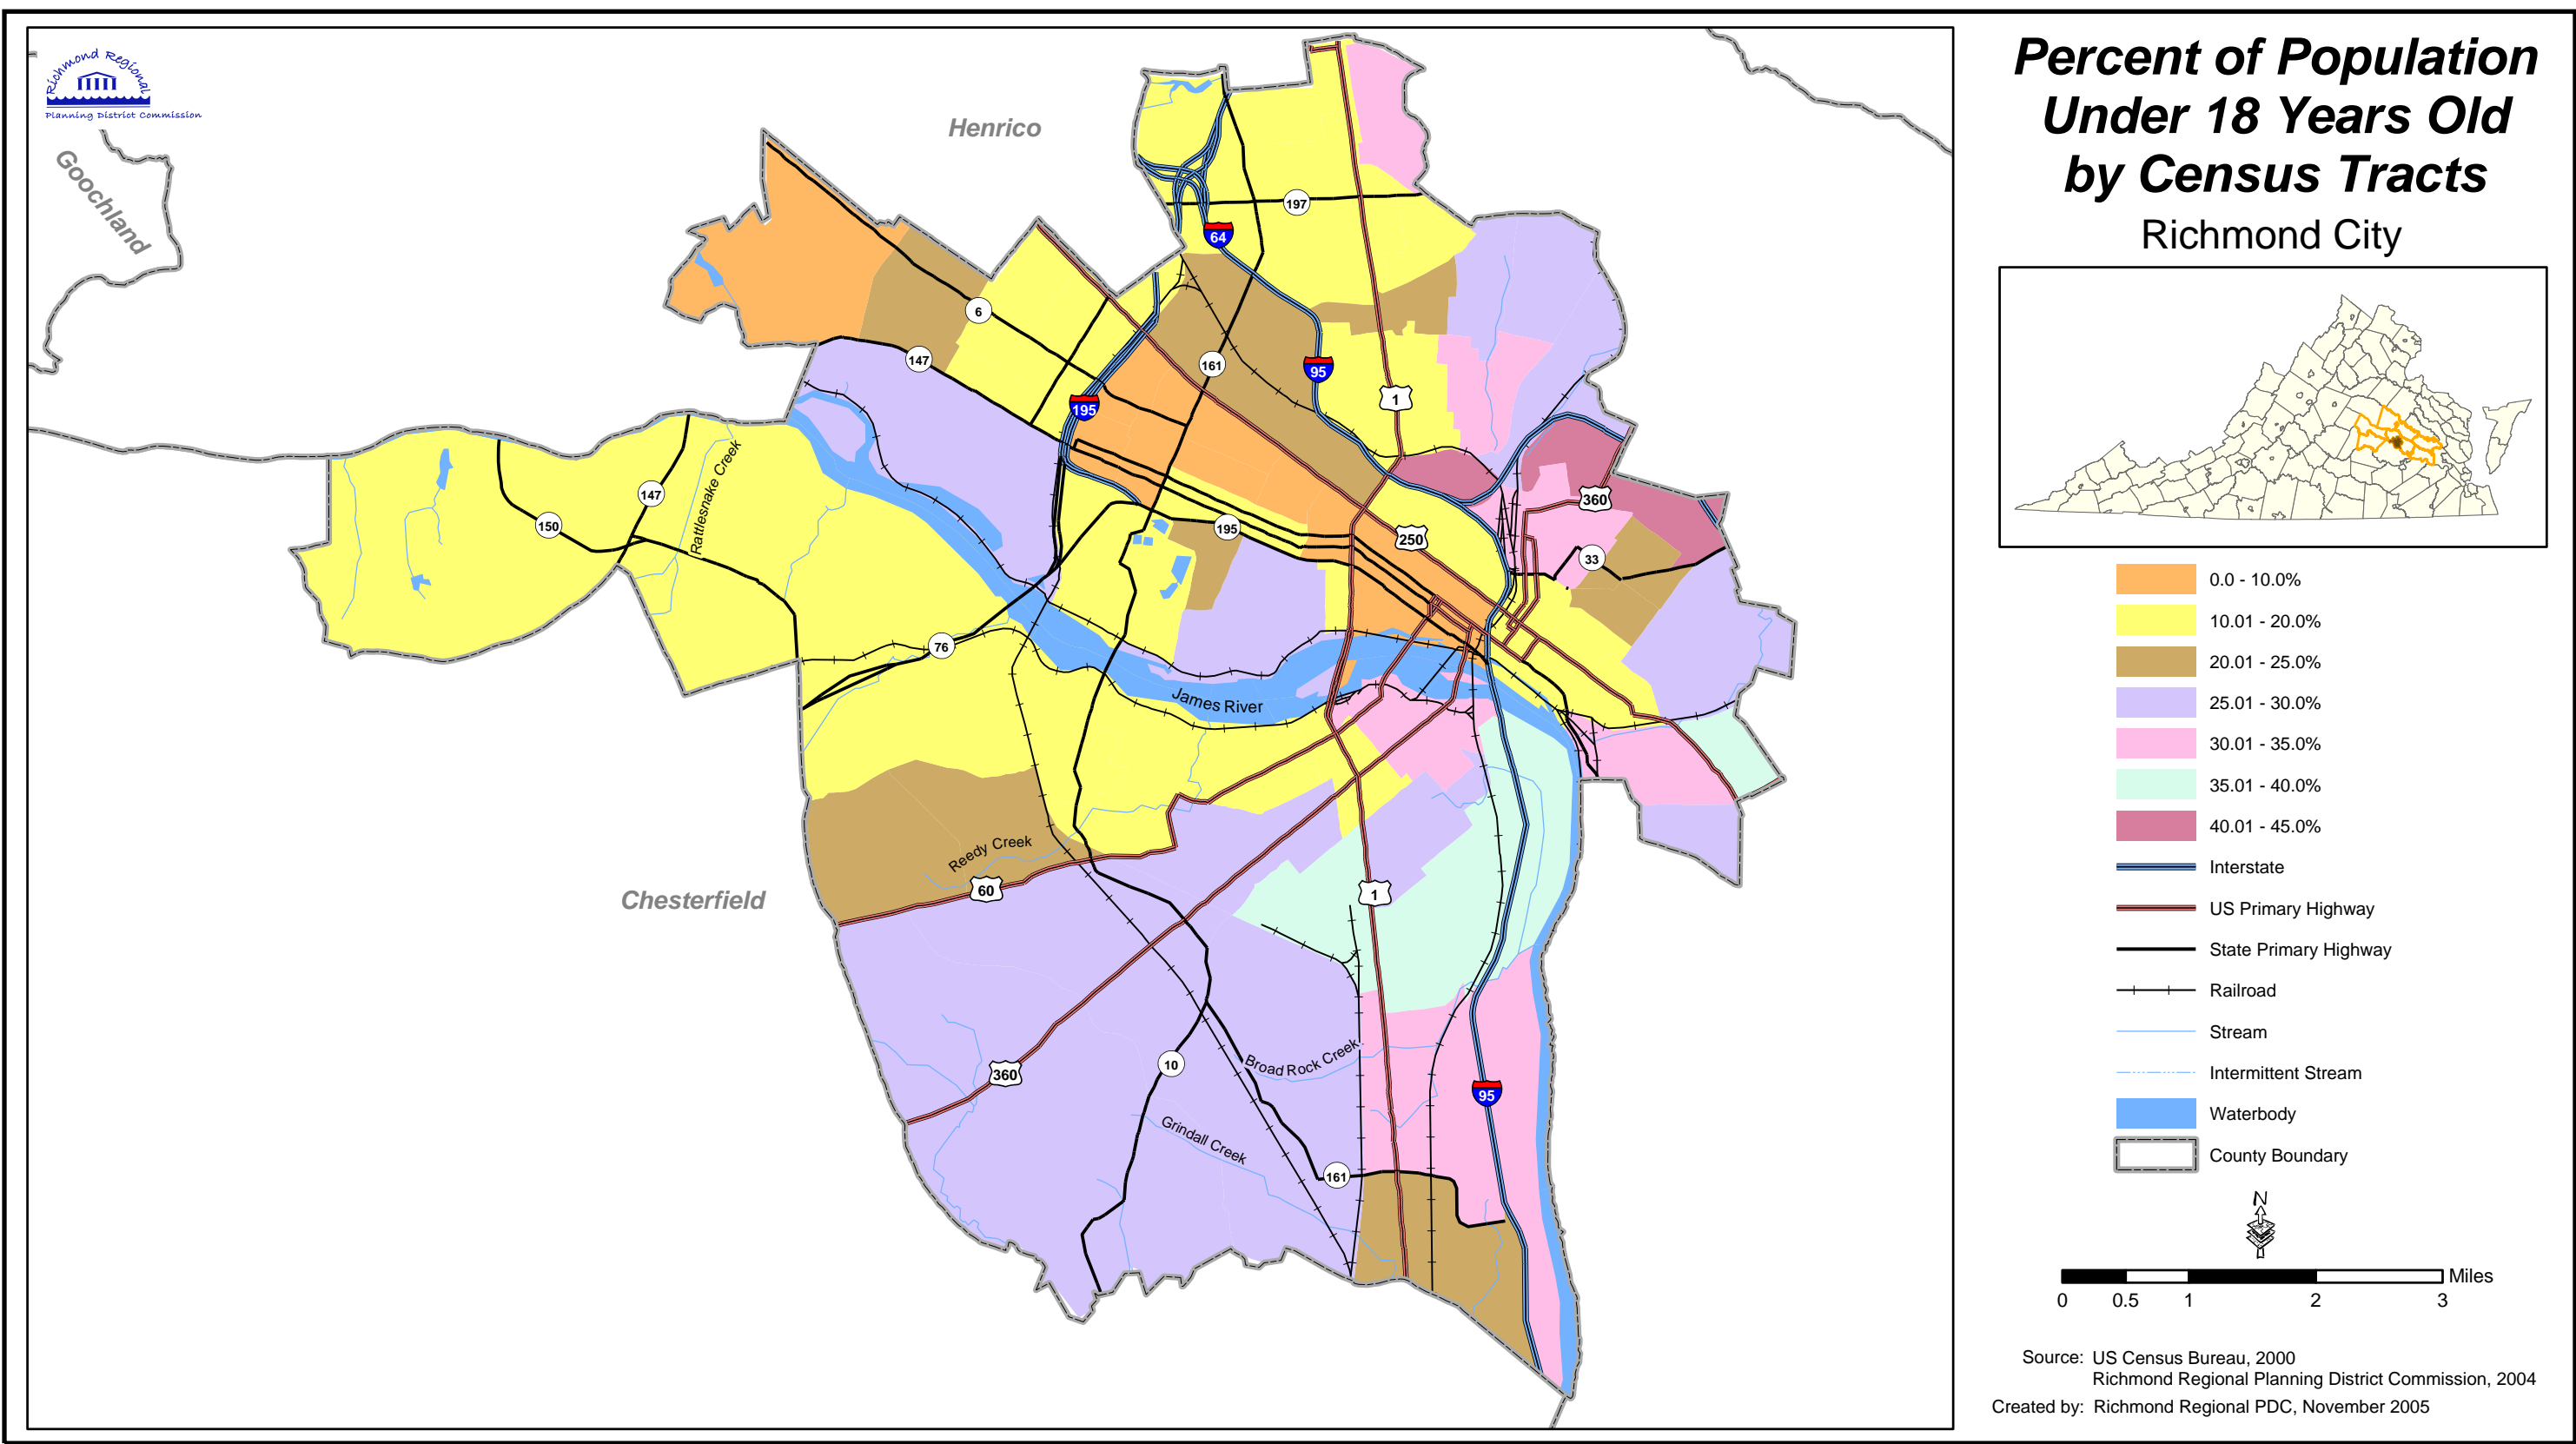 Richmond Regional
Planning District Commission
Goochland
Henrico
Chesterfield
197
64
6
147
161
95
1
195
147
150
Rattlesnake Creek
195
250
360
33
76
James River
Reedy Creek
60
1
360
10
Broad Rock Creek
Grindall Creek
95
161
Percent of Population
Under 18 Years Old
by Census Tracts
Richmond City
0.0 - 10.0%
10.01 - 20.0%
20.01 - 25.0%
25.01 - 30.0%
30.01 - 35.0%
35.01 - 40.0%
40.01 - 45.0%
Interstate
US Primary Highway
State Primary Highway
Railroad
Stream
Intermittent Stream
Waterbody
County Boundary
N
Miles
0 0.5 1 2 3
Source: US Census Bureau, 2000
Richmond Regional Planning District Commission, 2004
Created by: Richmond Regional PDC, November 2005